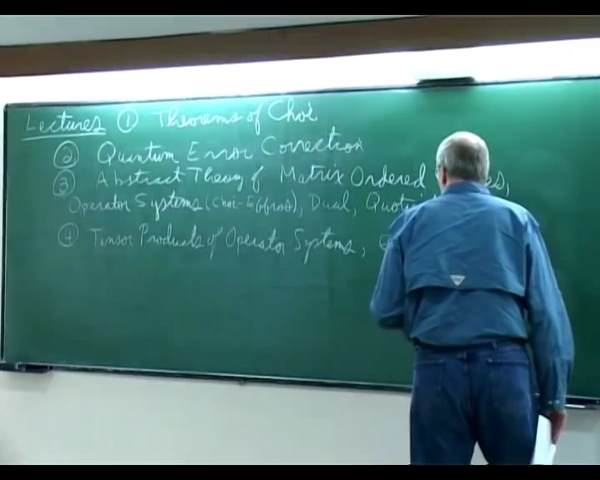 Lectures ① Theorems of Choi
② Quantum Error Correction
③ Abstract Theory of Matrix Ordered
Operator Systems (Choi-Effros), Dual,
④ Tensor Products of Operator Systems,